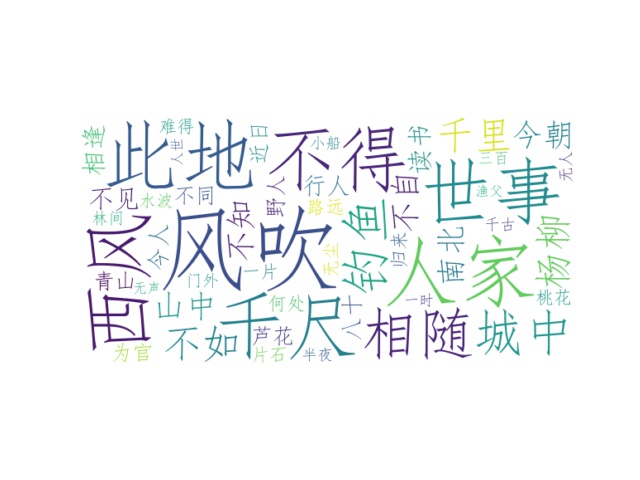 此地
不得
千里
今朝
相逢
难得
人世
近日
小船
读书
三百
无人
不见
水波
不同
林间
不知
野人
行人
路远
不自
世事
渔父
西风
今人
风吹
钓鱼
南北
千古
杨柳
青山
无声
门外
一片
无尘
归来
人家
桃花
山中
何处
八十
一时
为官
不如
芦花
千尺
片石
半夜
相随
城中